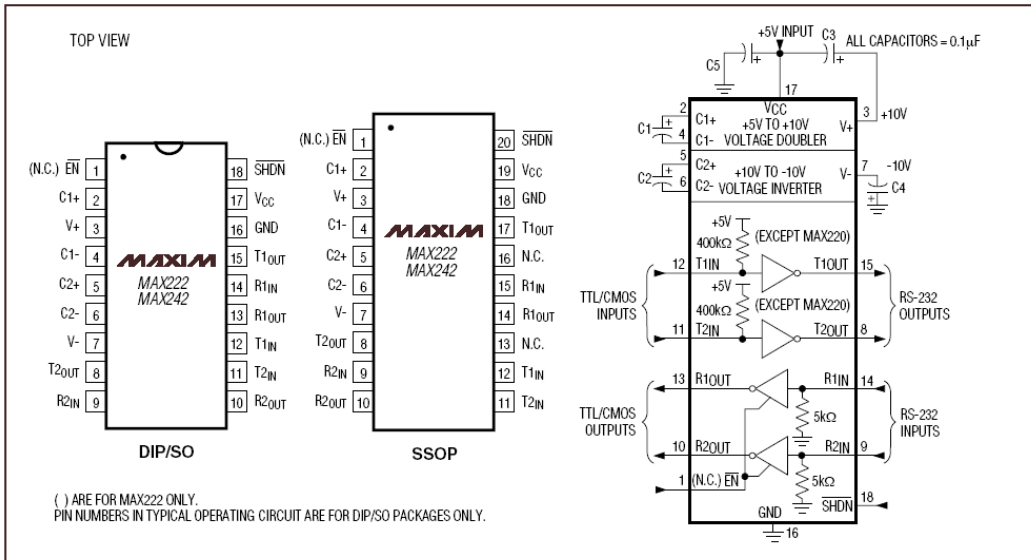 TOP VIEW
(N.C.) EN 1
C1+ 2
V+ 3
C1- 4
C2+ 5
C2- 6
V- 7
T2OUT 8
R2IN 9
18 SHDN
17 VCC
16 GND
15 T1OUT
14 R1IN
13 R1OUT
12 T1IN
11 T2IN
10 R2OUT
MAXIM
MAX222
MAX242
DIP/SO
(N.C.) EN 1
C1+ 2
V+ 3
C1- 4
C2+ 5
C2- 6
V- 7
T2OUT 8
R2IN 9
R2OUT 10
20 SHDN
19 VCC
18 GND
17 T1OUT
16 N.C.
15 R1IN
14 R1OUT
13 N.C.
12 T1IN
11 T2IN
MAXIM
MAX222
MAX242
SSOP
( ) ARE FOR MAX222 ONLY.
PIN NUMBERS IN TYPICAL OPERATING CIRCUIT ARE FOR DIP/SO PACKAGES ONLY.
+5V INPUT C3 ALL CAPACITORS = 0.1µF
C5 + +
17
VCC
C1 + 2 C1+ +5V TO +10V V+ 3 +10V
4 C1- VOLTAGE DOUBLER
C2 + 5 C2+ +10V TO -10V V- 7 -10V
6 C2- VOLTAGE INVERTER C4 +
+5V
400kΩ (EXCEPT MAX220)
12 T1IN T1OUT 15
+5V
TTL/CMOS INPUTS
400kΩ (EXCEPT MAX220)
RS-232 OUTPUTS
11 T2IN T2OUT 8
13 R1OUT R1IN 14
TTL/CMOS OUTPUTS
5kΩ
RS-232 INPUTS
10 R2OUT R2IN 9
1 (N.C.) EN
5kΩ
SHDN 18
GND
16